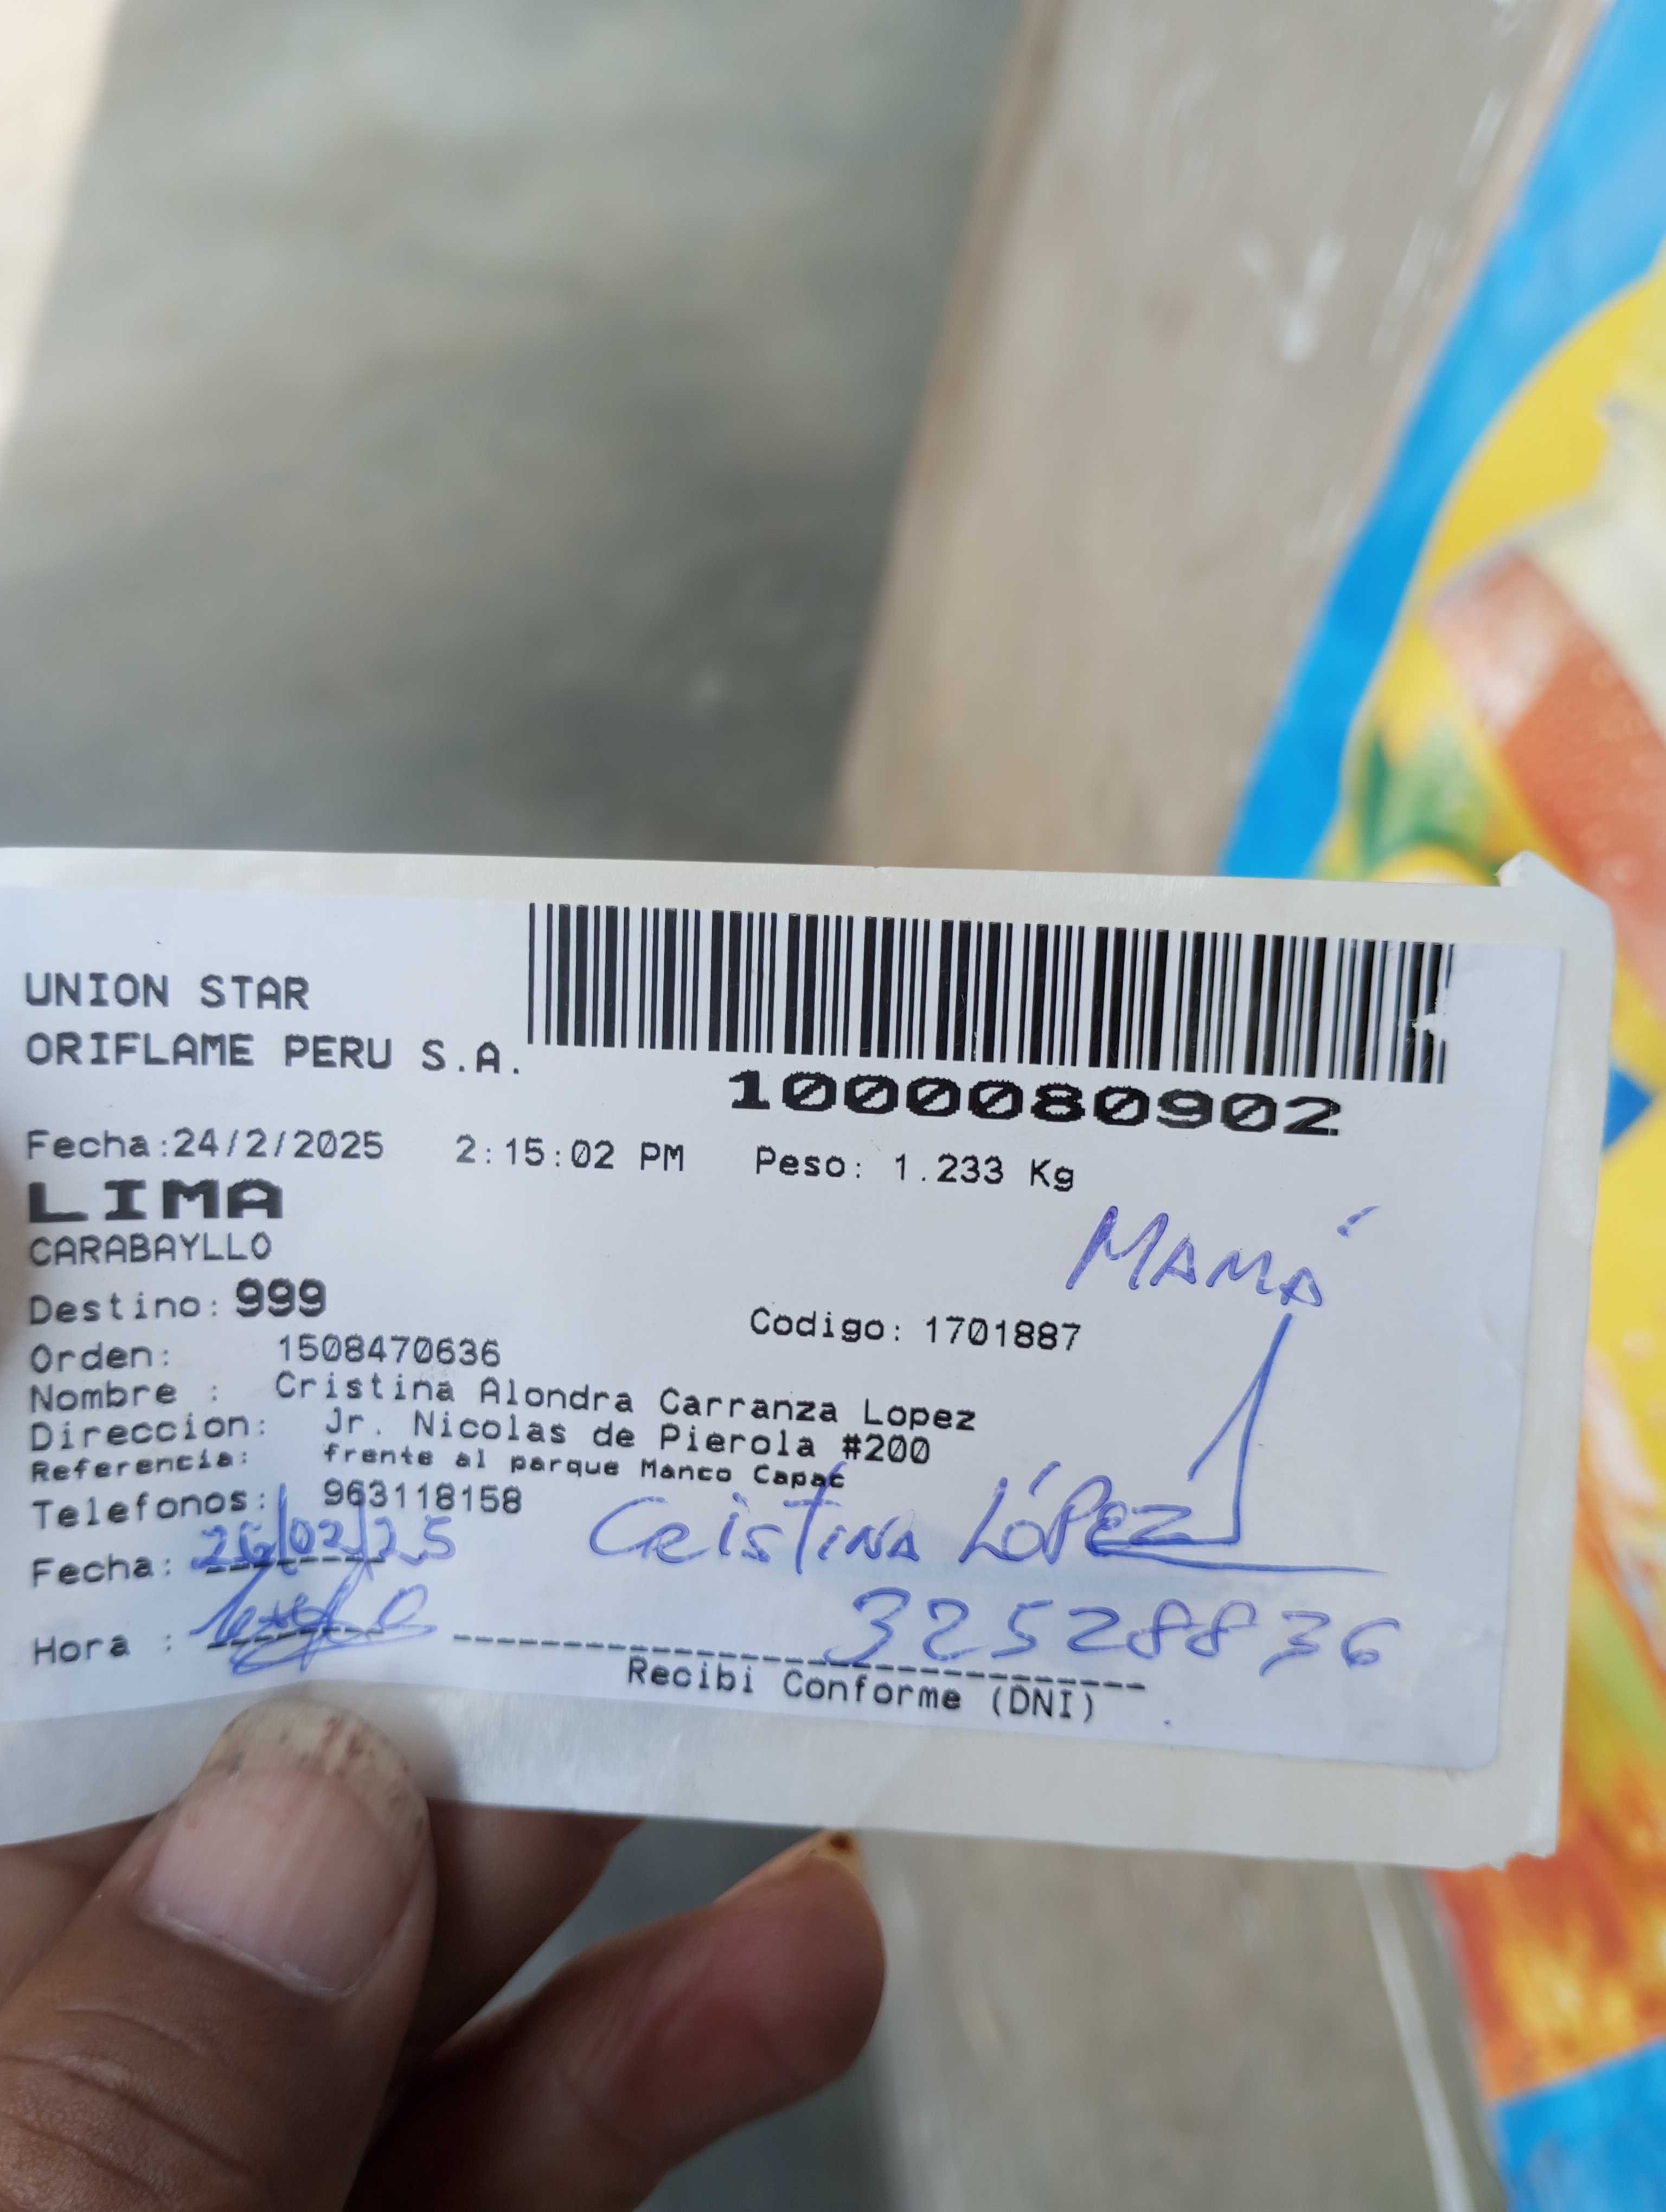 UNION STAR
ORIFLAME PERU S.A.
1000080902
Fecha:24/2/2025 2:15:02 PM Peso: 1.233 Kg
LIMA
MAMÁ
CARABAYLLO
Destino: 999
Codigo: 1701887
Orden: 1508470636
Nombre : Cristina Alondra Carranza Lopez
Direccion: Jr. Nicolas de Pierola #200
Referencia: frente al parque Manco Capac
Telefonos: 963118158
Fecha: 26/02/25 Cristina López
32528836
Hora :
Recibi Conforme (DNI)